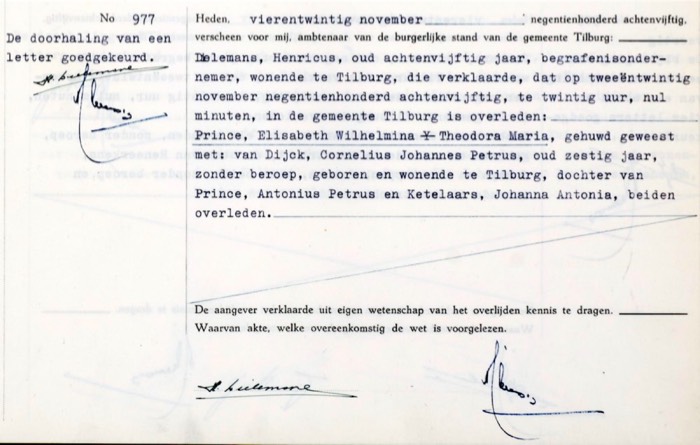 No 977
De doorhaling van een
letter goedgekeurd.
Heden, vierentwintig november negentienhonderd achtenvijftig,
verscheen voor mij, ambtenaar van de burgerlijke stand van de gemeente Tilburg:
Dielemans, Henricus, oud achtenvijftig jaar, begrafenisonder-
nemer, wonende te Tilburg, die verklaarde, dat op tweeëntwintig
november negentienhonderd achtenvijftig, te twintig uur, nul
minuten, in de gemeente Tilburg is overleden:
Prince, Elisabeth Wilhelmina Theodora Maria, gehuwd geweest
met: van Dijck, Cornelius Johannes Petrus, oud zestig jaar,
zonder beroep, geboren en wonende te Tilburg, dochter van
Prince, Antonius Petrus en Ketelaars, Johanna Antonia, beiden
overleden.
De aangever verklaarde uit eigen wetenschap van het overlijden kennis te dragen.
Waarvan akte, welke overeenkomstig de wet is voorgelezen.